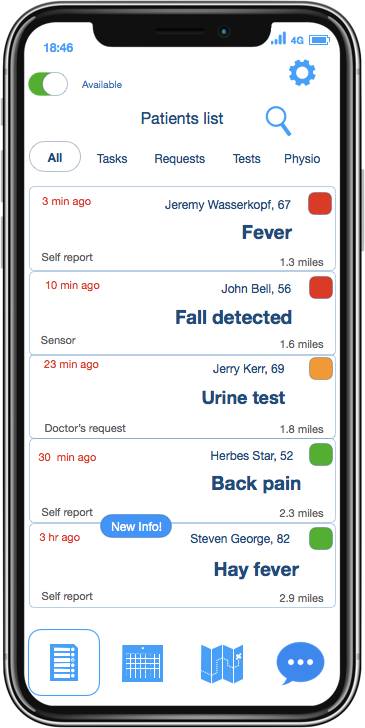 18:46 4G
Available
Patients list
All Tasks Requests Tests Physio
3 min ago
Jeremy Wasserkopf, 67
Fever
Self report
1.3 miles
10 min ago
John Bell, 56
Fall detected
Sensor
1.6 miles
23 min ago
Jerry Kerr, 69
Urine test
Doctor's request
1.8 miles
30 min ago
Herbes Star, 52
Back pain
Self report
2.3 miles
New Info!
3 hr ago
Steven George, 82
Hay fever
Self report
2.9 miles